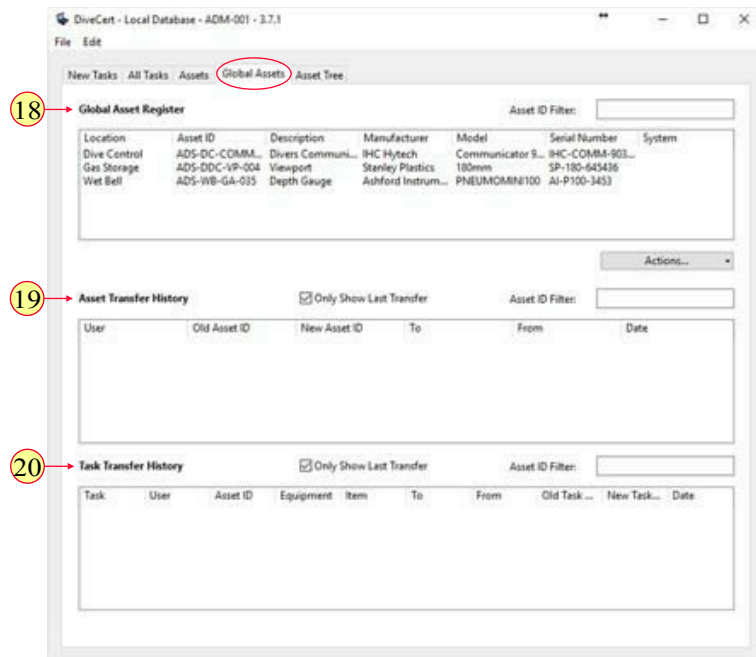 DiveCert - Local Database - ADM-001 - 3.7.1
File Edit
New Tasks All Tasks Assets Global Assets Asset Tree
18 Global Asset Register Asset ID Filter:
Location Asset ID Description Manufacturer Model Serial Number System
Dive Control ADS-DC-COMM... Divers Communi... IHC Hytech Communicator 9... IHC-COMM-903...
Gas Storage ADS-DDC-VP-004 Viewport Stanley Plastics 180mm SP-180-645436
Wet Bell ADS-WB-GA-035 Depth Gauge Ashford Instrum... PNEUMOMINI100 AI-P100-3453
Actions...
19 Asset Transfer History Only Show Last Transfer Asset ID Filter:
User Old Asset ID New Asset ID To From Date
20 Task Transfer History Only Show Last Transfer Asset ID Filter:
Task User Asset ID Equipment Item To From Old Task ... New Task... Date